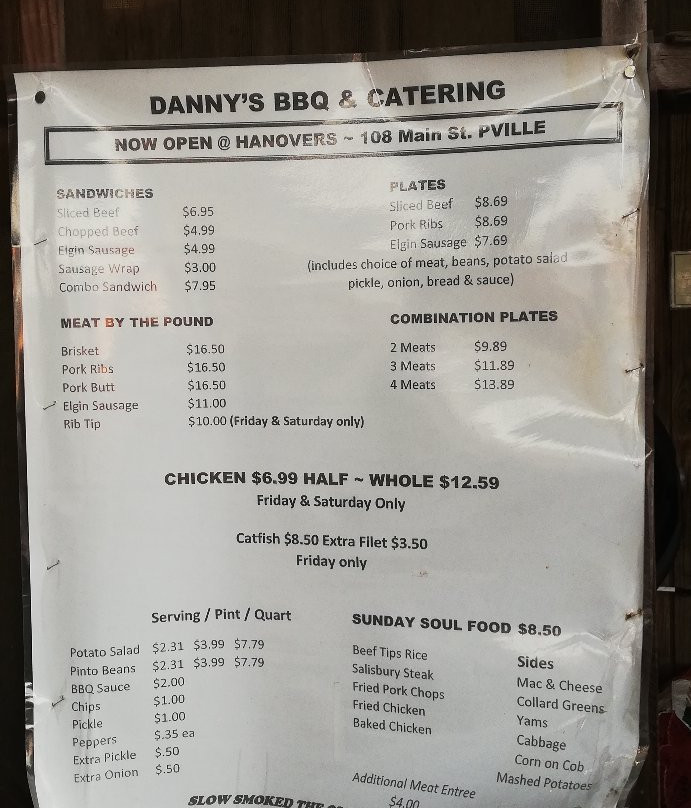 DANNY'S BBQ & CATERING
NOW OPEN @ HANOVERS ~ 108 Main St. PVILLE
SANDWICHES
Sliced Beef $6.95
Chopped Beef $4.99
Elgin Sausage $4.99
Sausage Wrap $3.00
Combo Sandwich $7.95
PLATES
Sliced Beef $8.69
Pork Ribs $8.69
Elgin Sausage $7.69
(includes choice of meat, beans, potato salad
pickle, onion, bread & sauce)
MEAT BY THE POUND
Brisket $16.50
Pork Ribs $16.50
Pork Butt $16.50
Elgin Sausage $11.00
Rib Tip $10.00 (Friday & Saturday only)
COMBINATION PLATES
2 Meats $9.89
3 Meats $11.89
4 Meats $13.89
CHICKEN $6.99 HALF ~ WHOLE $12.59
Friday & Saturday Only
Catfish $8.50 Extra Filet $3.50
Friday only
Serving / Pint / Quart
Potato Salad $2.31 $3.99 $7.79
Pinto Beans $2.31 $3.99 $7.79
BBQ Sauce $2.00
Chips $1.00
Pickle $1.00
Peppers $.35 ea
Extra Pickle $.50
Extra Onion $.50
SUNDAY SOUL FOOD $8.50
Beef Tips Rice
Salisbury Steak
Fried Pork Chops
Fried Chicken
Baked Chicken
Sides
Mac & Cheese
Collard Greens
Yams
Cabbage
Corn on Cob
Mashed Potatoes
Additional Meat Entree
$4.00
SLOW SMOKED THE